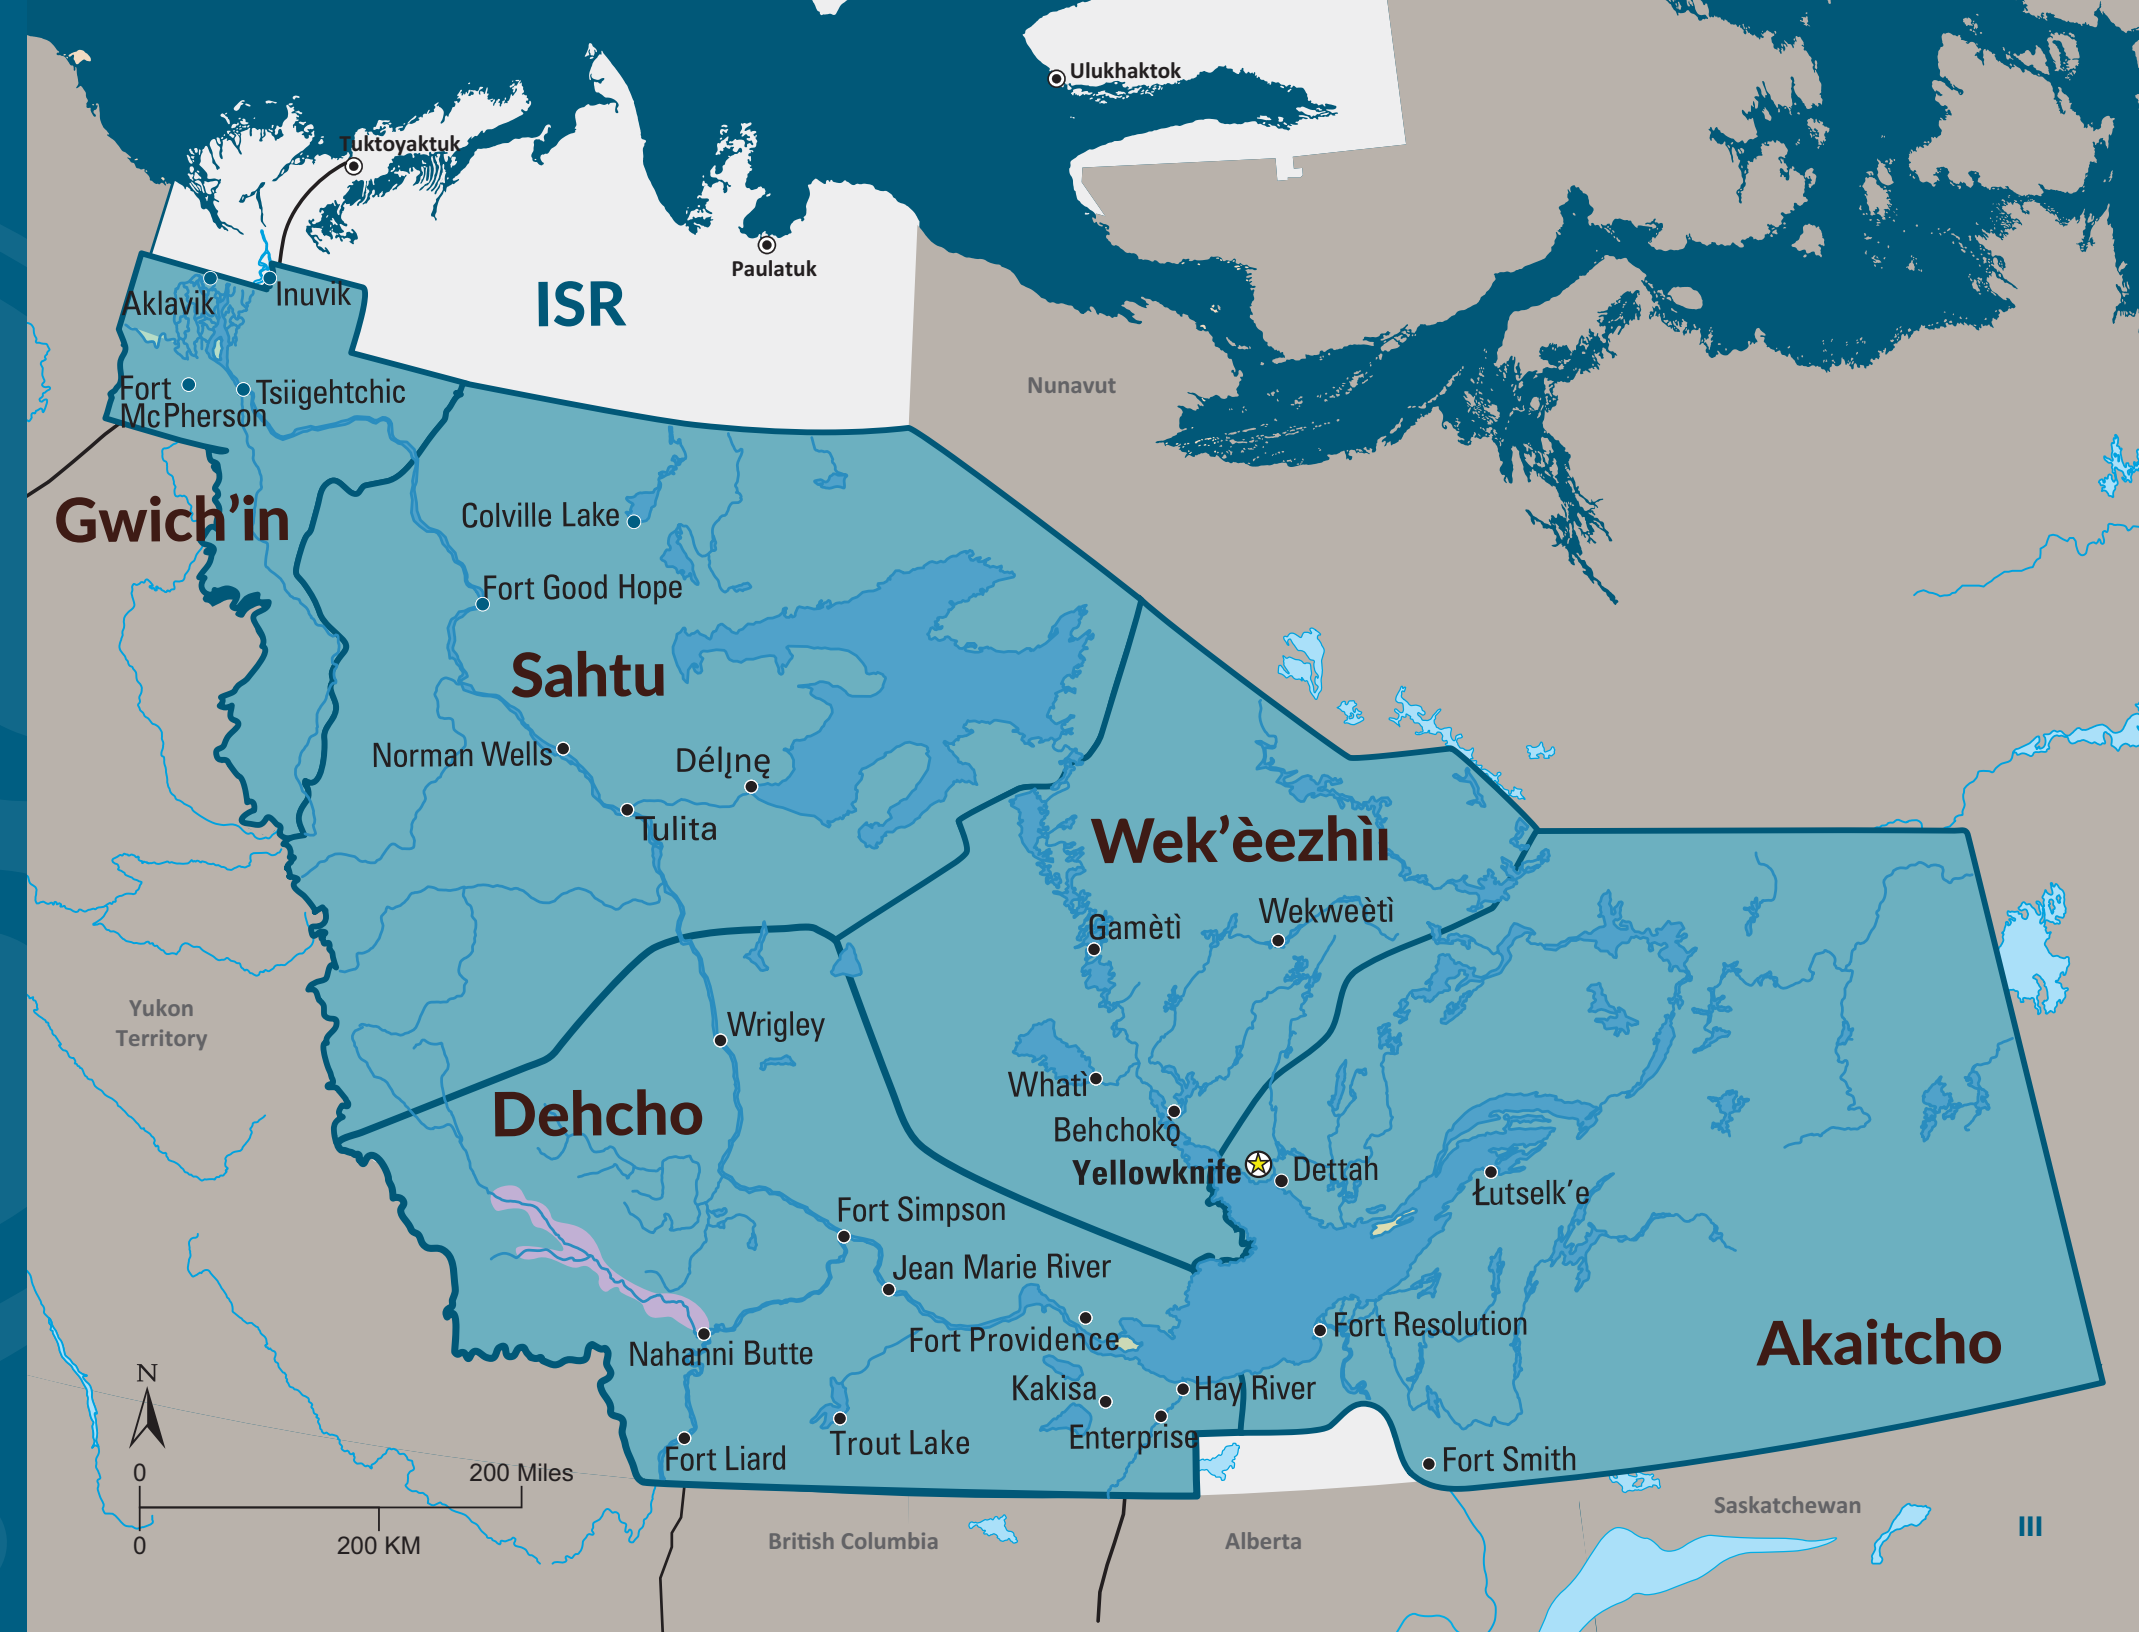 Ulukhaktok
Tuktoyaktuk
Paulatuk
ISR
Aklavik
Inuvik
Nunavut
Fort
McPherson
Tsiigehtchic
Gwich’in
Colville Lake
Fort Good Hope
Sahtu
Norman Wells
Délı̨nę
Tulita
Wek’èezhìı
Gamètì
Wekweètì
Yukon
Territory
Wrigley
Whatì
Dehcho
Behchokǫ̀
Yellowknife
Dettah
Łutselk’e
Fort Simpson
Jean Marie River
Fort Providence
Fort Resolution
Nahanni Butte
Akaitcho
Kakisa
Hay River
Enterprise
Trout Lake
Fort Liard
Fort Smith
N
0
200 Miles
0
200 KM
British Columbia
Alberta
Saskatchewan
III